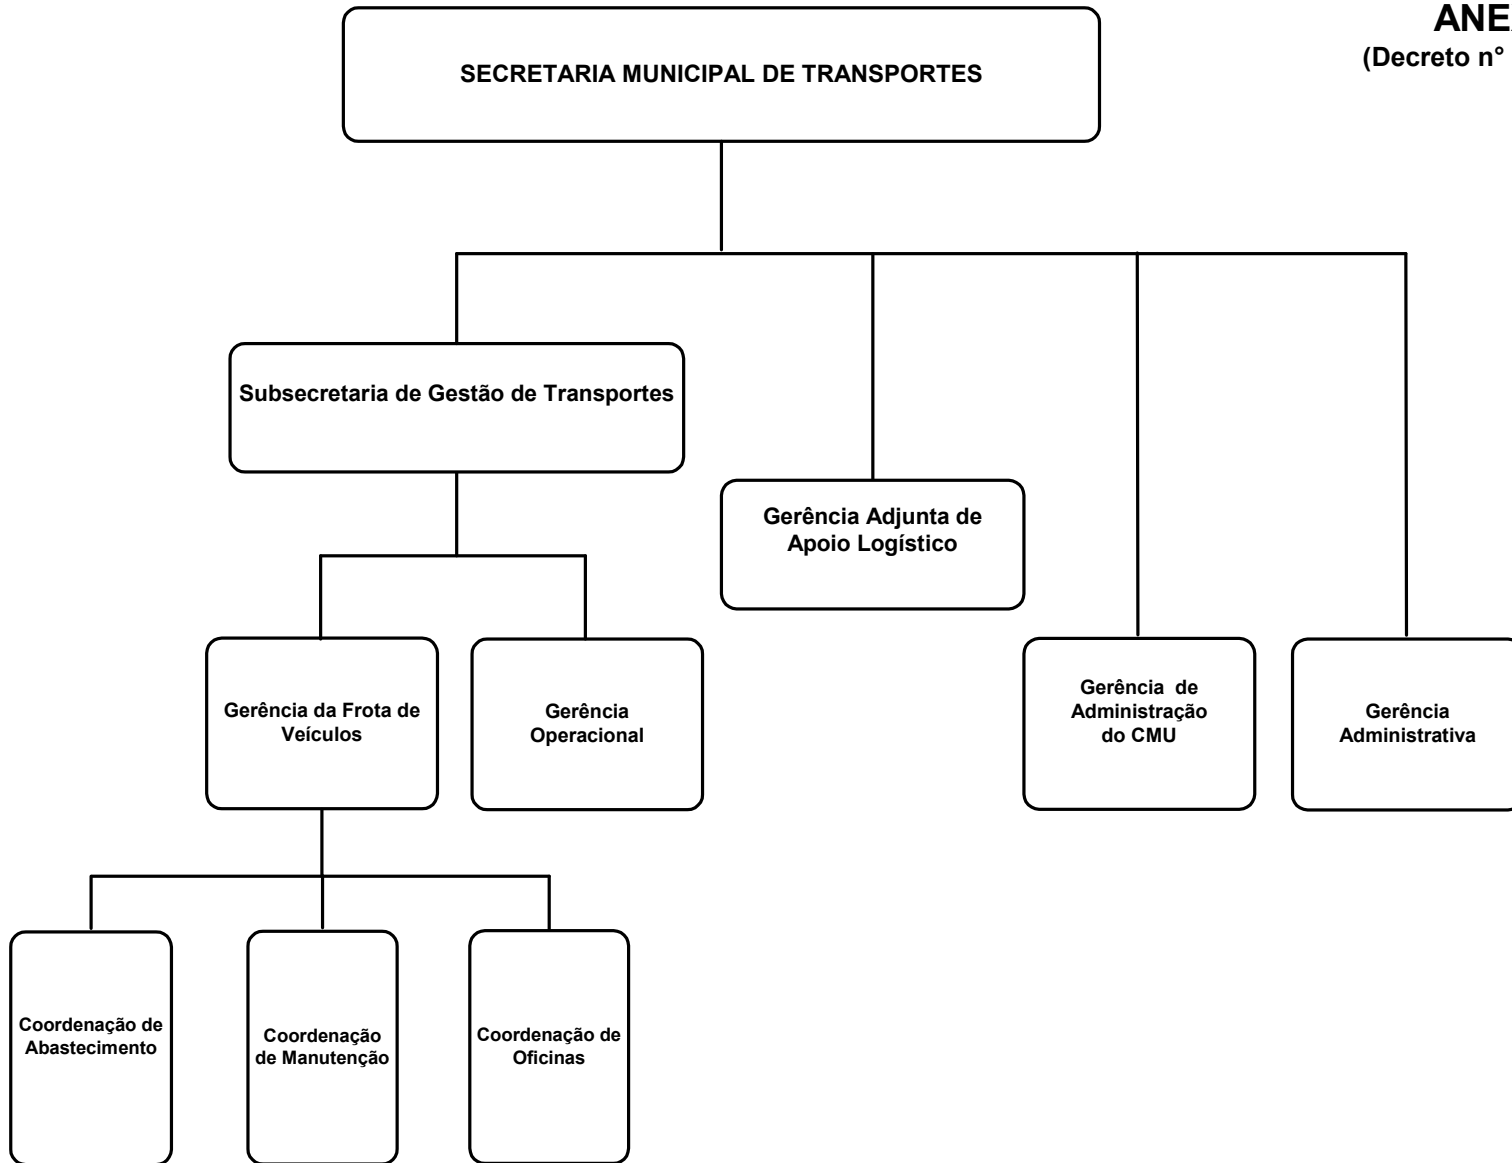 ANE
(Decreto n°
SECRETARIA MUNICIPAL DE TRANSPORTES
Subsecretaria de Gestão de Transportes
Gerência Adjunta de
Apoio Logístico
Gerência da Frota de
Veículos
Gerência
Operacional
Gerência de
Administração
do CMU
Gerência
Administrativa
Coordenação de
Abastecimento
Coordenação
de Manutenção
Coordenação de
Oficinas